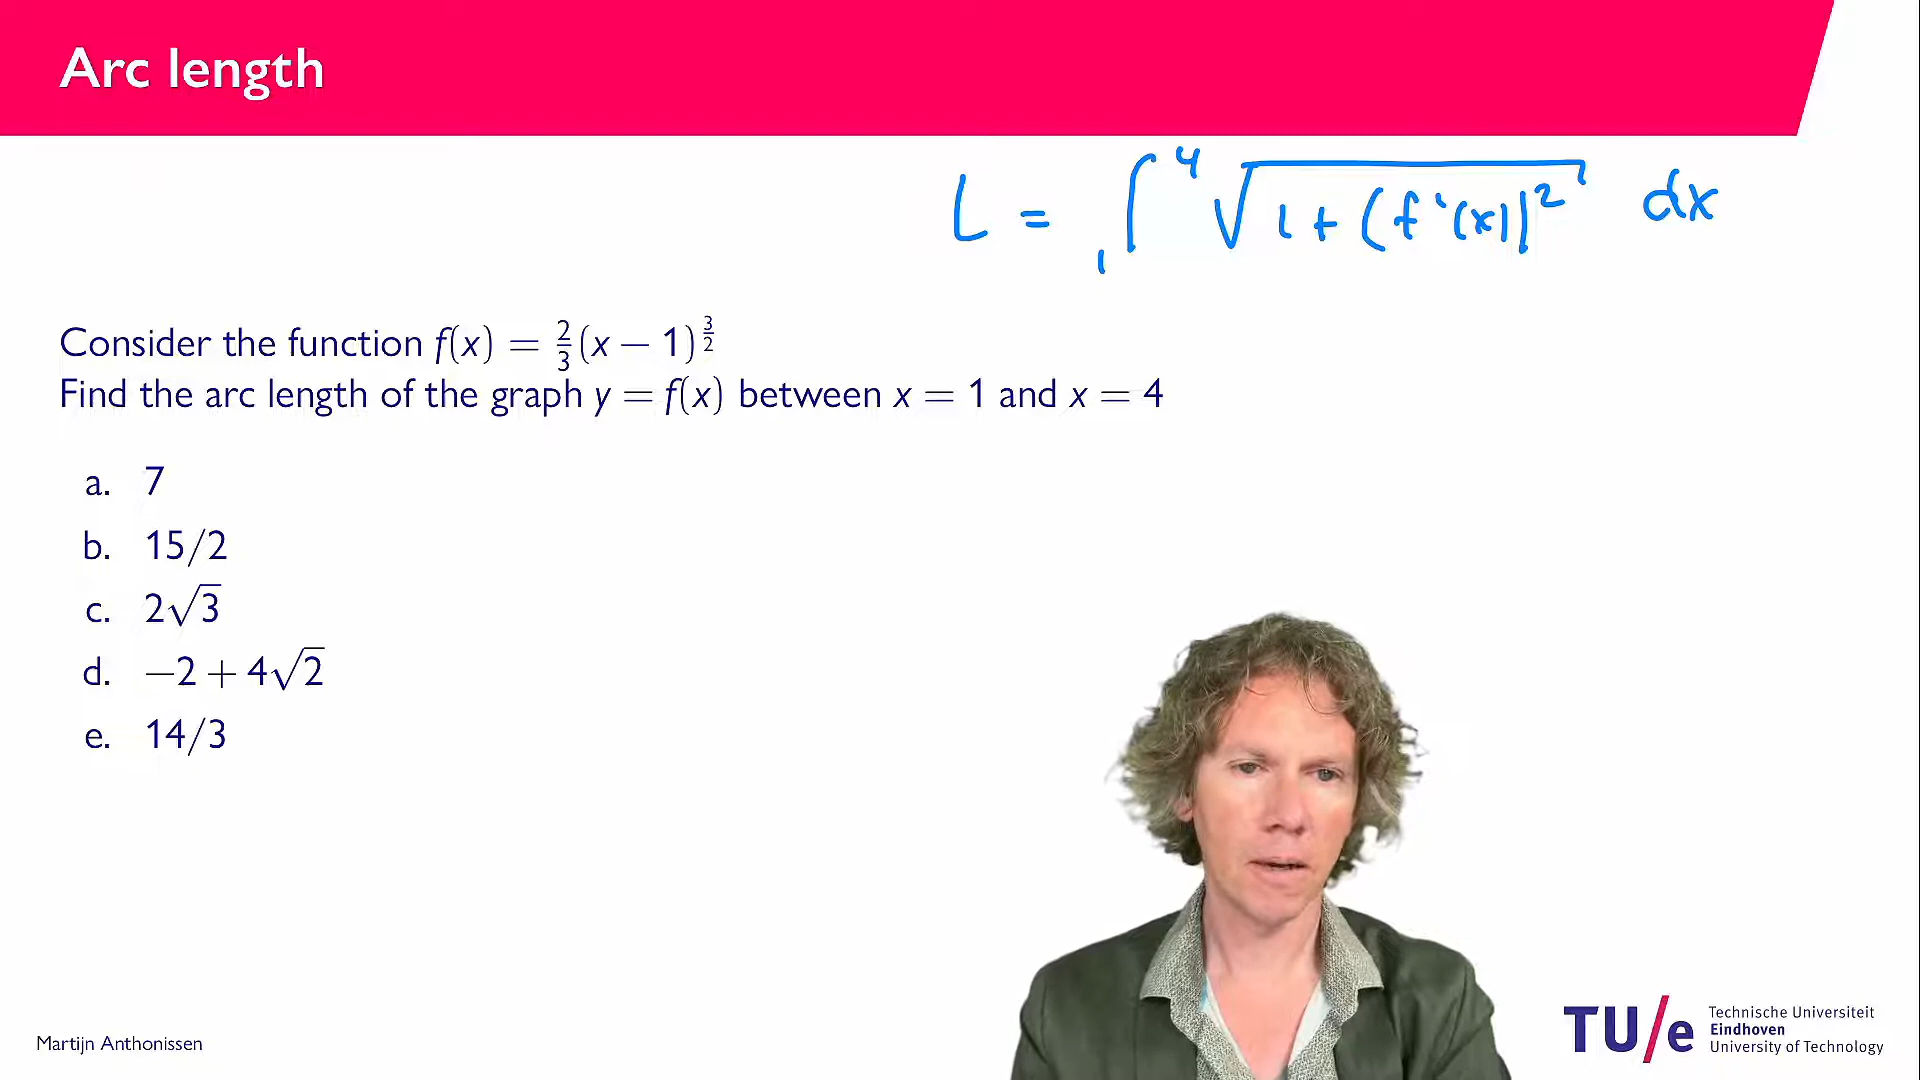 Arc length
L = ₁∫⁴ √(1 + (f'(x))²) dx
Consider the function f(x) = 2/3 (x − 1)^(3/2)
Find the arc length of the graph y = f(x) between x = 1 and x = 4
a. 7
b. 15/2
c. 2√3
d. −2 + 4√2
e. 14/3
Martijn Anthonissen
TU/e
Technische Universiteit
Eindhoven
University of Technology